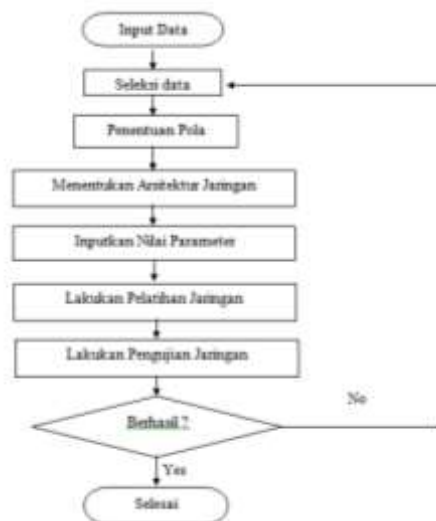 Input Data
Seleksi data
Penentuan Pola
Menentukan Arsitektur Jaringan
Inputkan Nilai Parameter
Lakukan Pelatihan Jaringan
Lakukan Pengujian Jaringan
Berhasil ?
No
Yes
Selesai